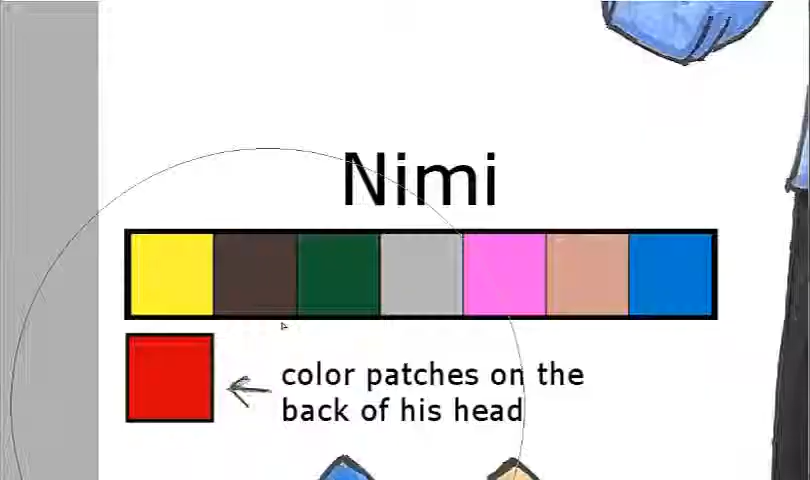 Nimi
color patches on the
back of his head